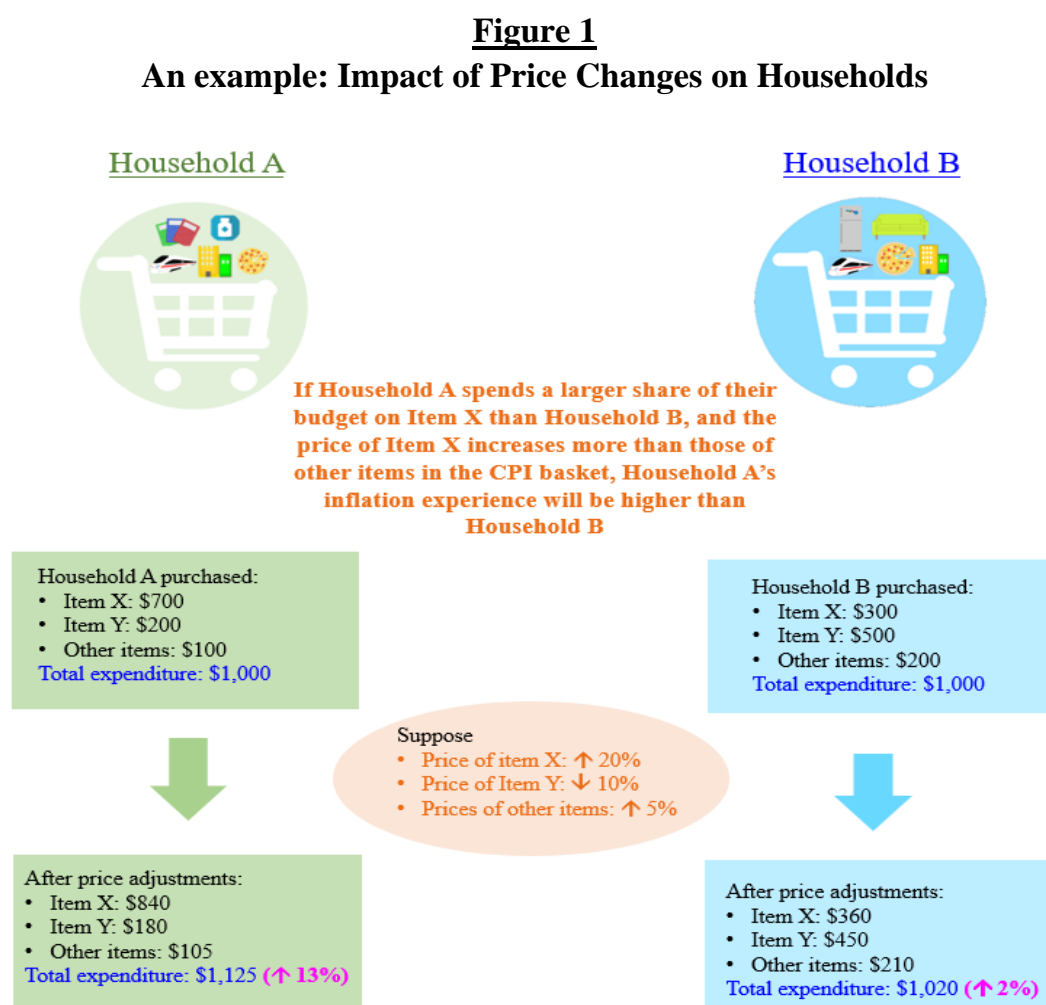 Figure 1
An example: Impact of Price Changes on Households
Household A
Household B
If Household A spends a larger share of their
budget on Item X than Household B, and the
price of Item X increases more than those of
other items in the CPI basket, Household A’s
inflation experience will be higher than
Household B
Household A purchased:
• Item X: $700
• Item Y: $200
• Other items: $100
Total expenditure: $1,000
Household B purchased:
• Item X: $300
• Item Y: $500
• Other items: $200
Total expenditure: $1,000
Suppose
• Price of item X: ↑ 20%
• Price of Item Y: ↓ 10%
• Prices of other items: ↑ 5%
After price adjustments:
• Item X: $840
• Item Y: $180
• Other items: $105
Total expenditure: $1,125 (↑ 13%)
After price adjustments:
• Item X: $360
• Item Y: $450
• Other items: $210
Total expenditure: $1,020 (↑ 2%)